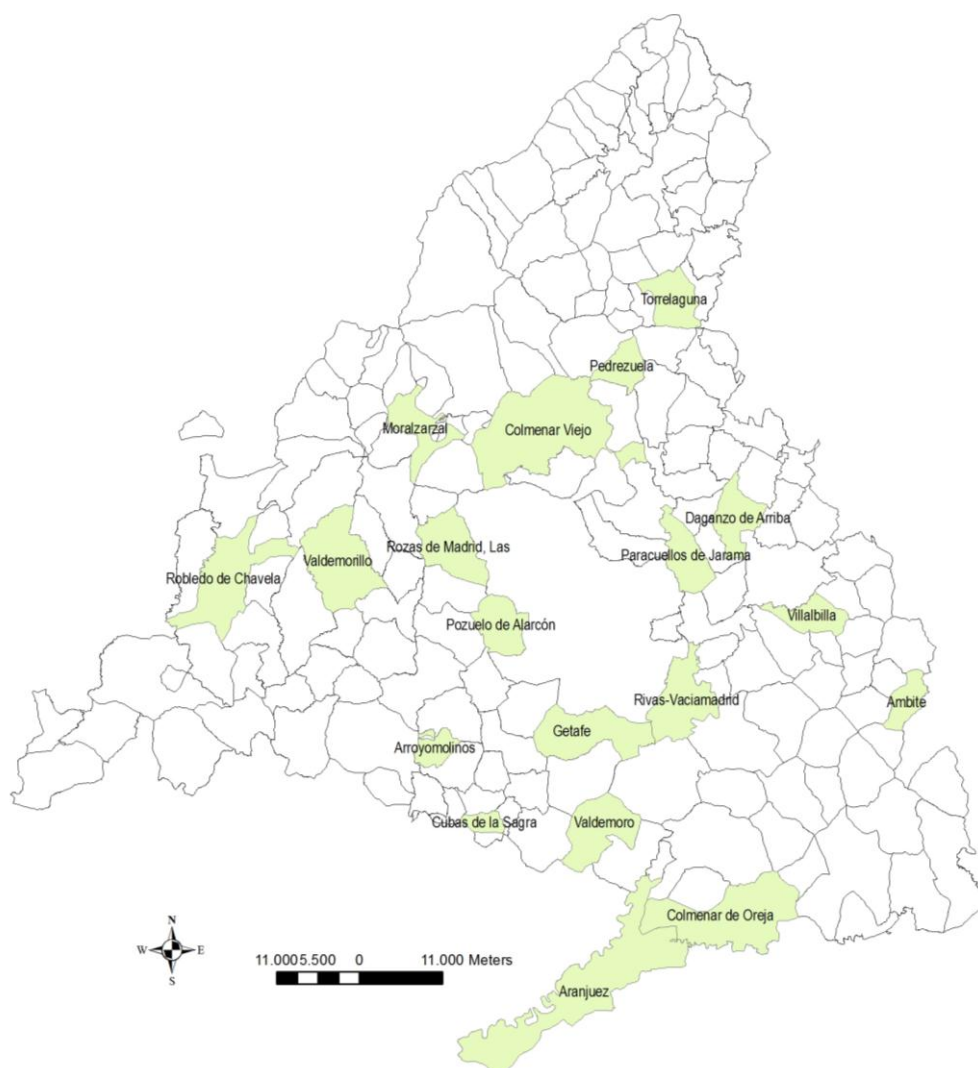 Torrelaguna
Pedrezuela
Moralzarzal
Colmenar Viejo
Daganzo de Arriba
Rozas de Madrid, Las
Paracuellos de Jarama
Valdemorillo
Robledo de Chavela
Villalbilla
Pozuelo de Alarcón
Rivas-Vaciamadrid
Ambite
Getafe
Arroyomolinos
Cubas de la Sagra
Valdemoro
Colmenar de Oreja
N
W E
S
11.000 5.500 0 11.000 Meters
Aranjuez